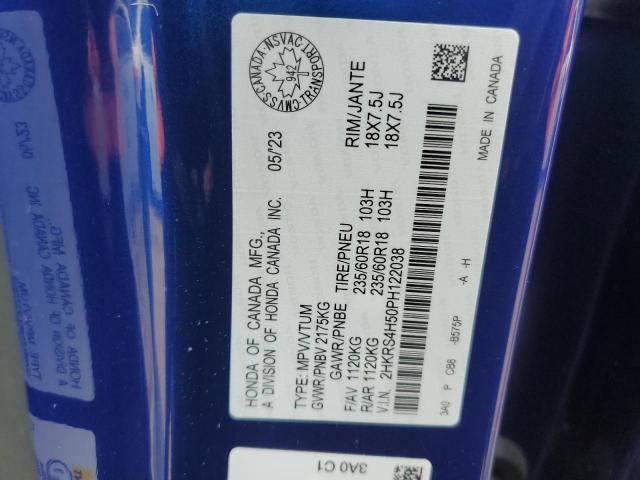 HONDA OF CANADA MFG.,
A DIVISION OF HONDA CANADA INC. 05/'23
TYPE: MPV/VTUM
GVWR/PNBV 2175KG
GAWR/PNBE TIRE/PNEU RIM/JANTE
F/AV 1120KG 235/60R18 103H 18X7.5J
R/AR 1120KG 235/60R18 103H 18X7.5J
V.I.N. 2HKRS4H50PH122038
3A0 P C88 -B575P -A -H MADE IN CANADA
CANADA·NSVAC·TRANSPORT·CMVSS
942
3A0 C1